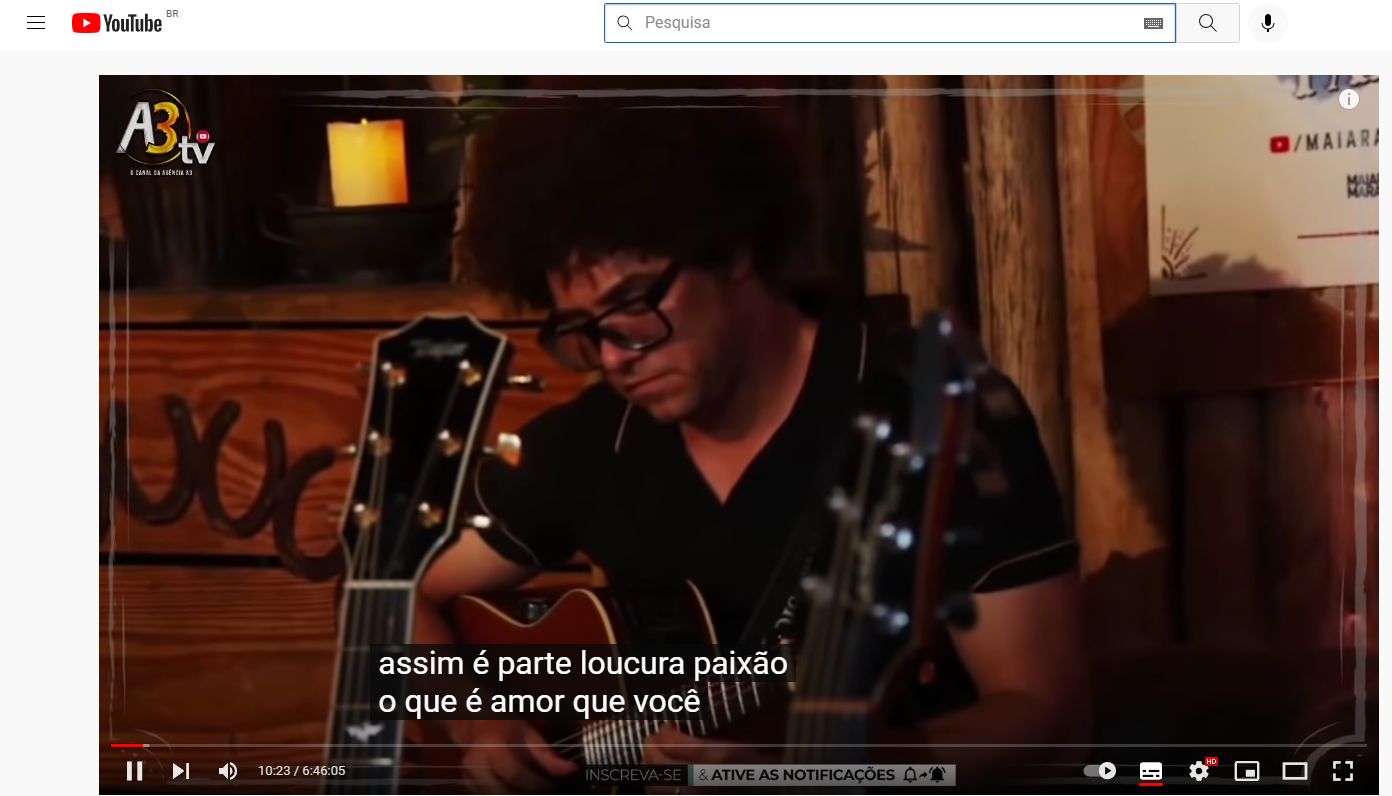 YouTube BR
Pesquisa
A3
tv
O CANAL DA AGÊNCIA A3
/MAIARA
assim é parte loucura paixão
o que é amor que você
10:23 / 6:46:05
INSCREVA-SE & ATIVE AS NOTIFICAÇÕES
HD